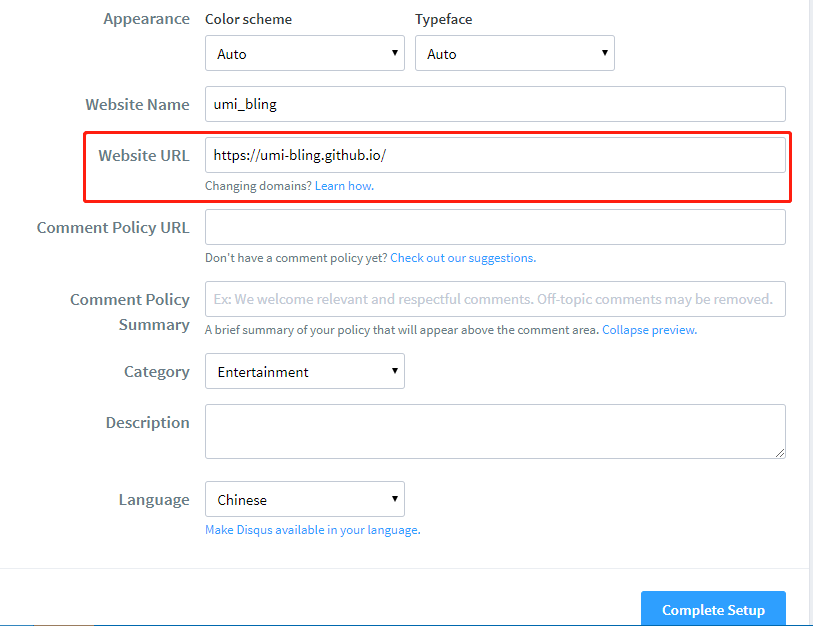 Appearance Color scheme Typeface
Auto Auto
Website Name umi_bling
Website URL https://umi-bling.github.io/
Changing domains? Learn how.
Comment Policy URL
Don't have a comment policy yet? Check out our suggestions.
Comment Policy Summary Ex: We welcome relevant and respectful comments. Off-topic comments may be removed.
A brief summary of your policy that will appear above the comment area. Collapse preview.
Category Entertainment
Description
Language Chinese
Make Disqus available in your language.
Complete Setup